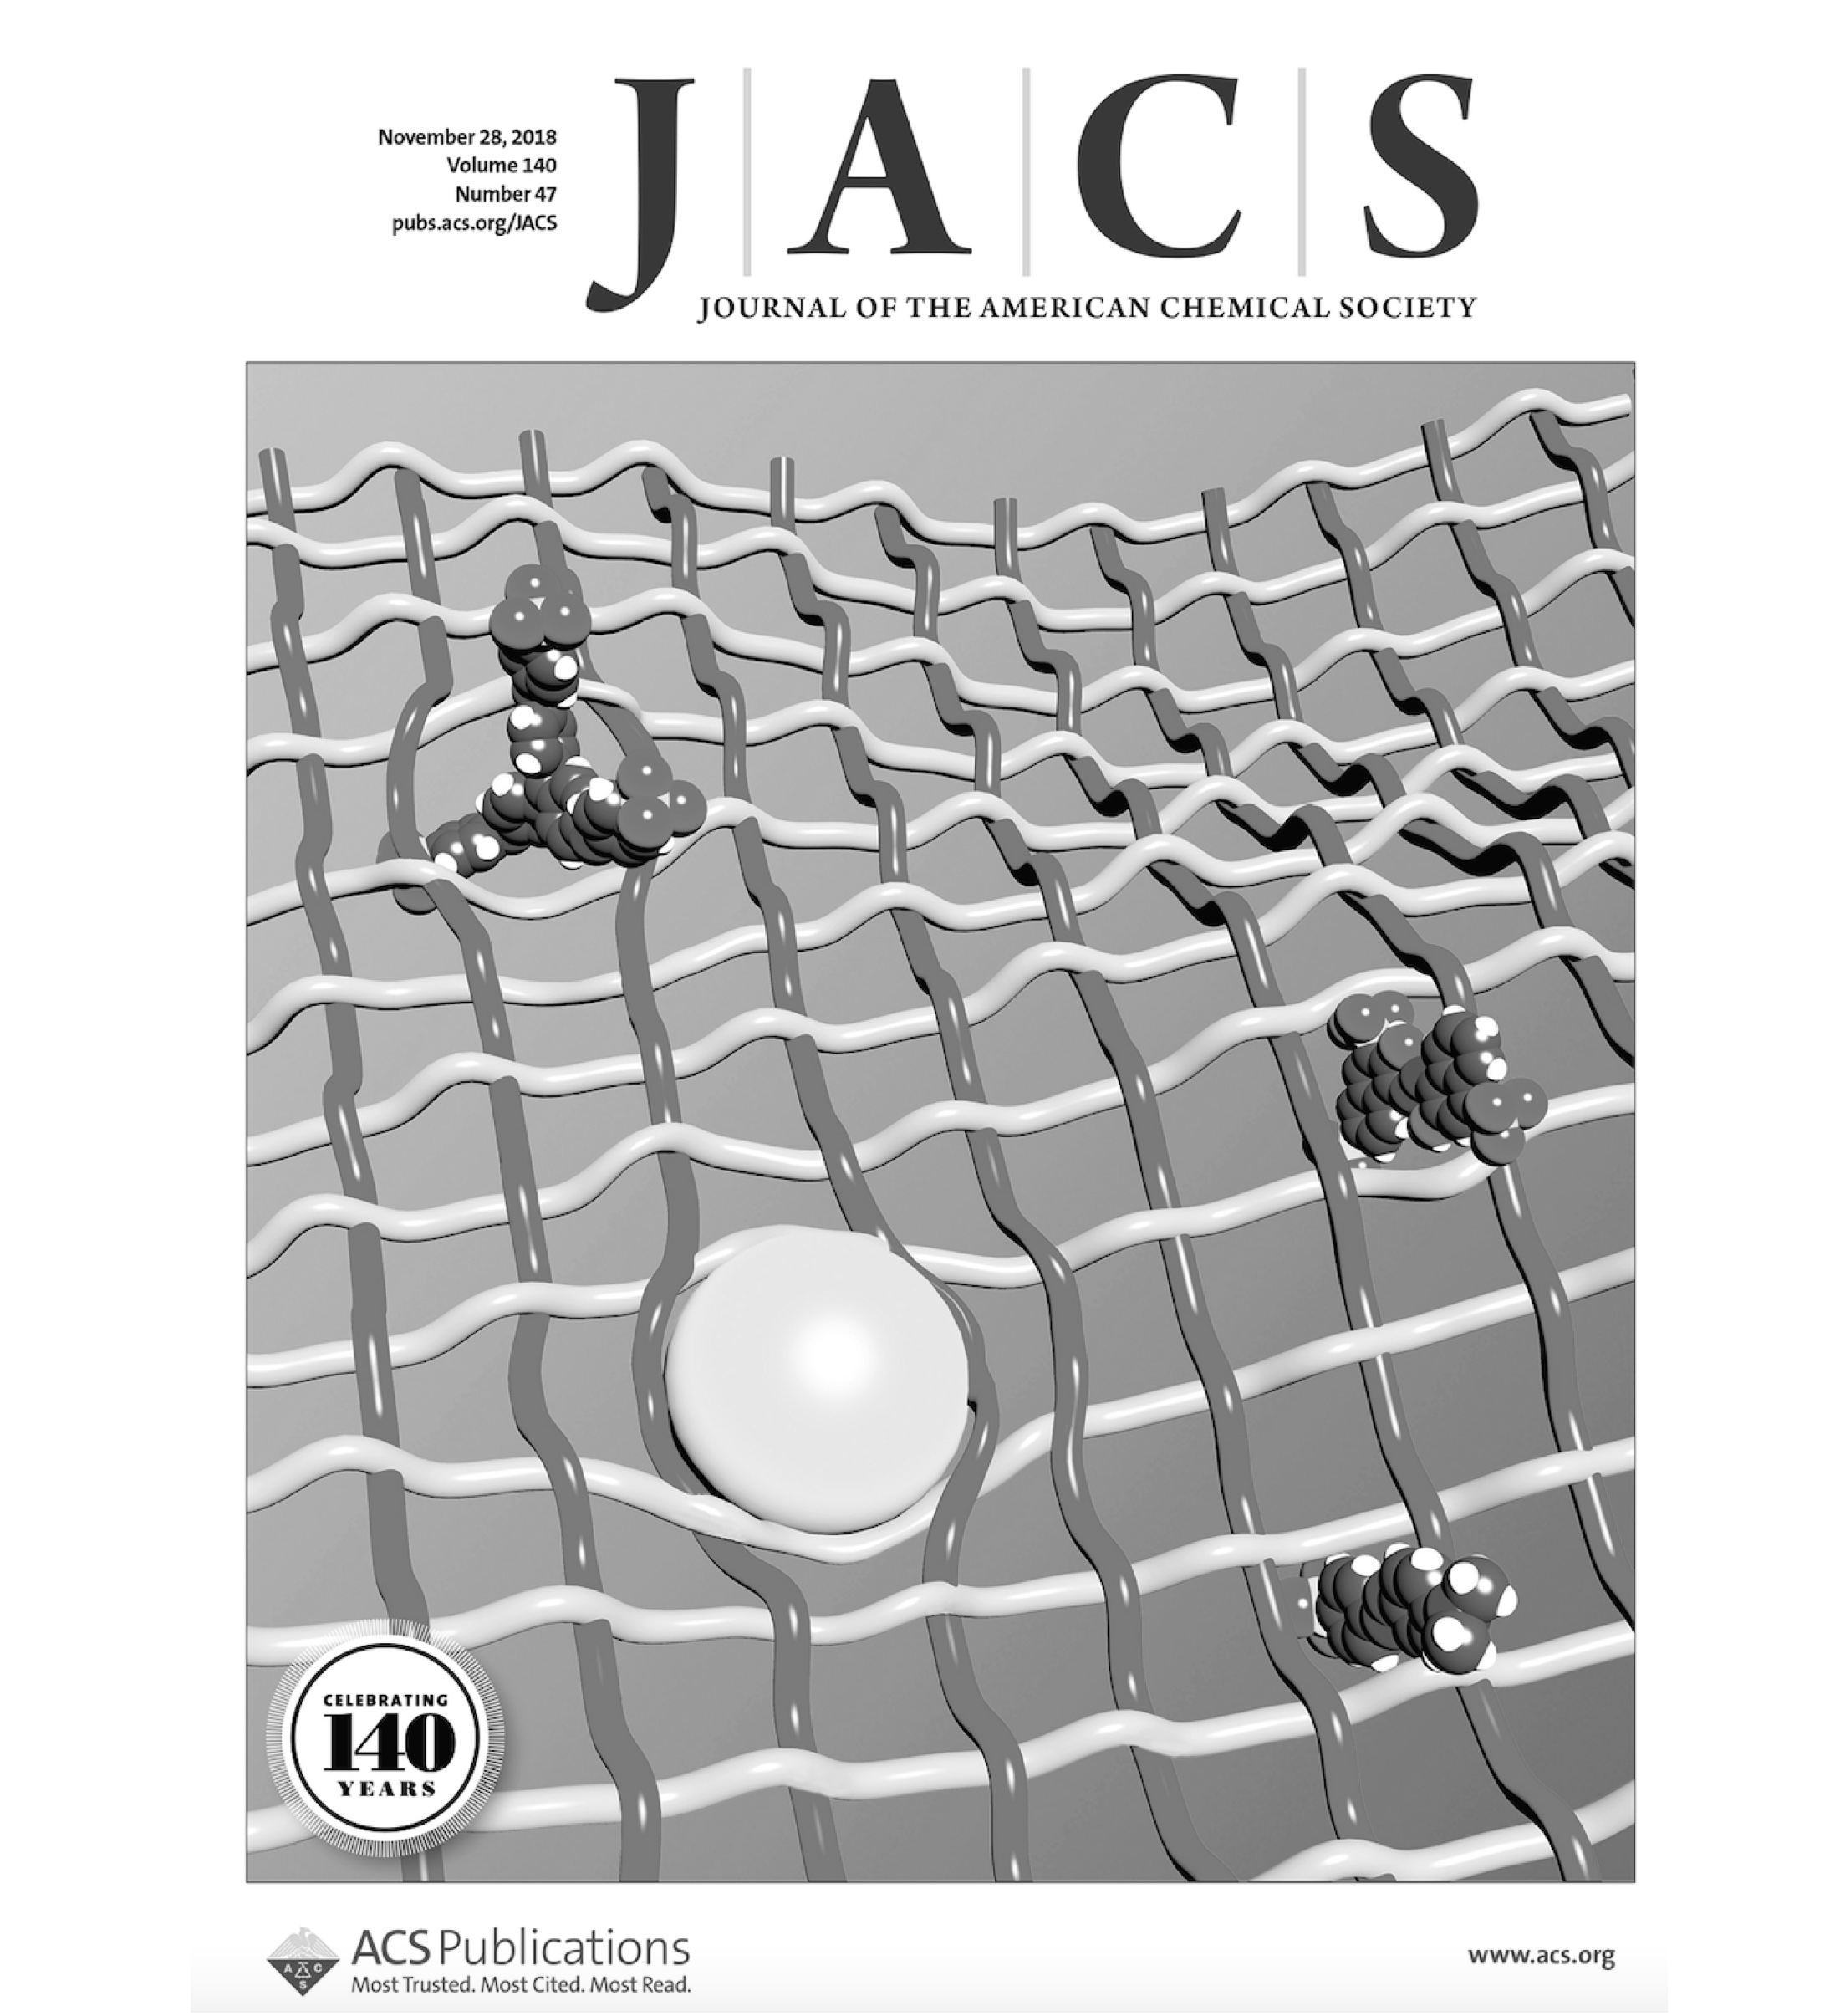 November 28, 2018
Volume 140
Number 47
pubs.acs.org/JACS
J|A|C|S
JOURNAL OF THE AMERICAN CHEMICAL SOCIETY
CELEBRATING
140
YEARS
A C
S
ACS Publications
Most Trusted. Most Cited. Most Read.
www.acs.org